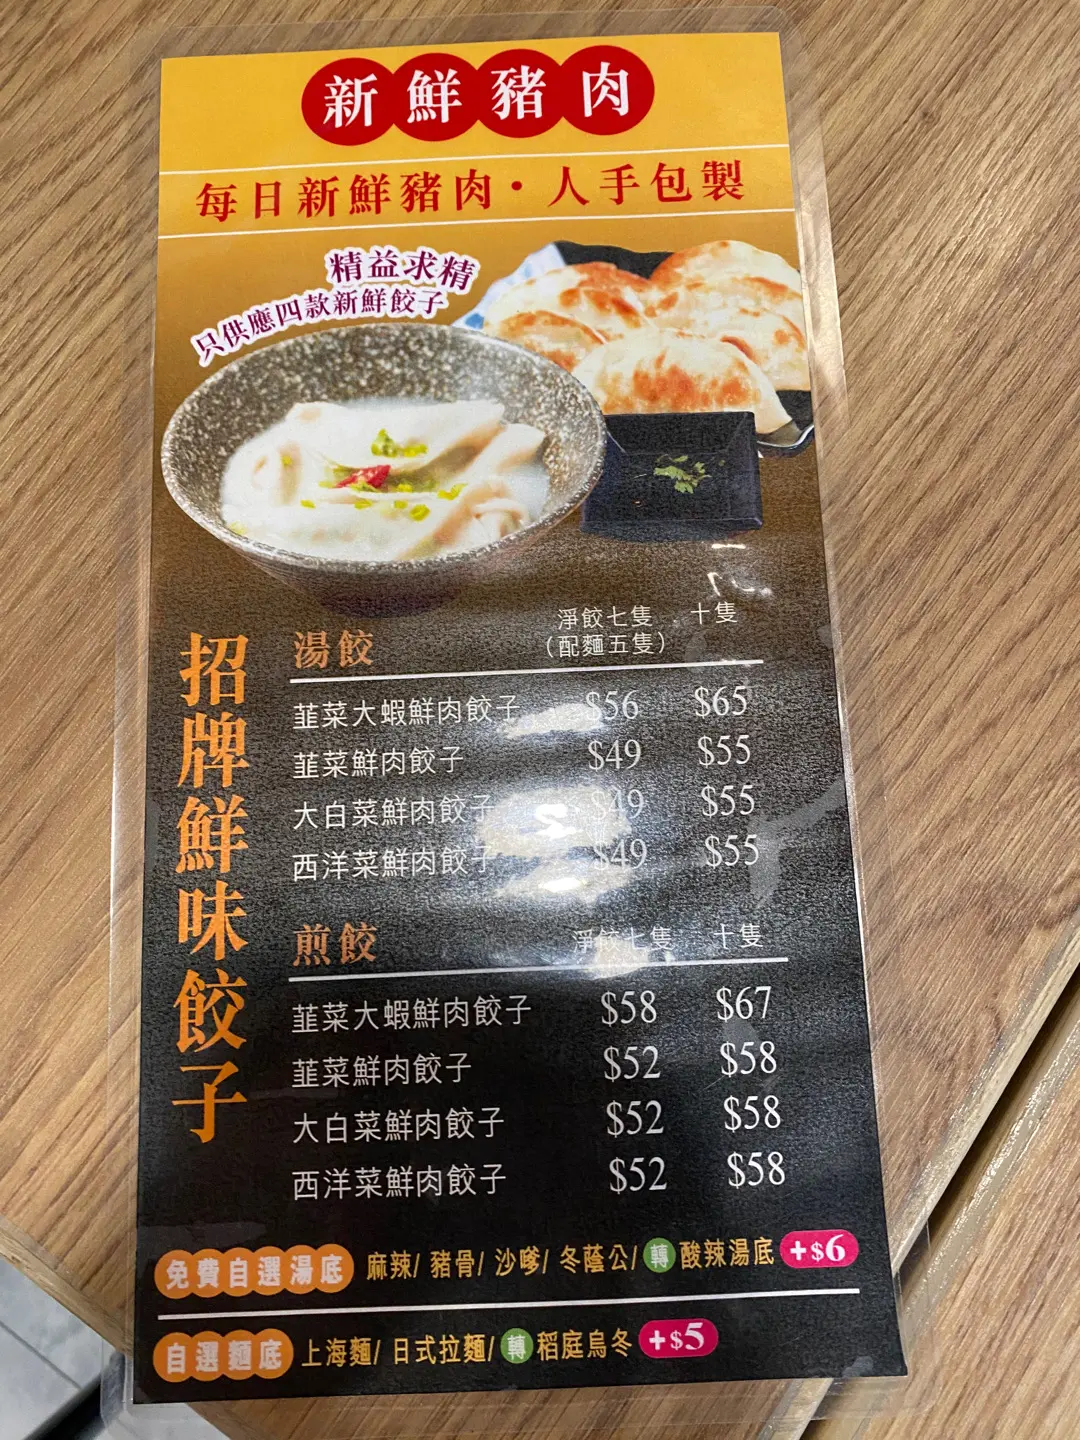 新鮮豬肉
每日新鮮豬肉·人手包製
精益求精
只供應四款新鮮餃子
招牌鮮味餃子
湯餃 淨餃七隻 十隻
(配麵五隻)
韮菜大蝦鮮肉餃子 $56 $65
韮菜鮮肉餃子 $49 $55
大白菜鮮肉餃子 $49 $55
西洋菜鮮肉餃子 $49 $55
煎餃 淨餃七隻 十隻
韮菜大蝦鮮肉餃子 $58 $67
韮菜鮮肉餃子 $52 $58
大白菜鮮肉餃子 $52 $58
西洋菜鮮肉餃子 $52 $58
免費自選湯底 麻辣/ 豬骨/ 沙嗲/ 冬蔭公/ 轉 酸辣湯底 +$6
自選麵底 上海麵/ 日式拉麵/ 轉 稻庭烏冬 +$5